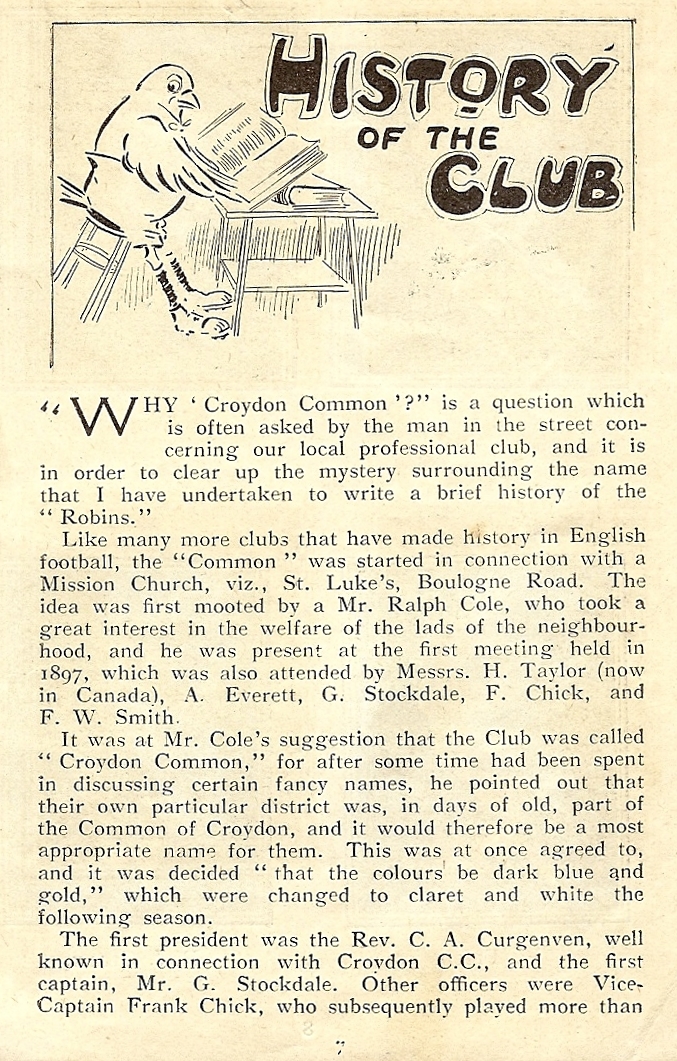 HISTORY
OF THE
CLUB
“WHY ‘ Croydon Common ’?” is a question which
is often asked by the man in the street con-
cerning our local professional club, and it is
in order to clear up the mystery surrounding the name
that I have undertaken to write a brief history of the
“ Robins.”
Like many more clubs that have made history in English
football, the “Common ” was started in connection with a
Mission Church, viz., St. Luke’s, Boulogne Road. The
idea was first mooted by a Mr. Ralph Cole, who took a
great interest in the welfare of the lads of the neighbour-
hood, and he was present at the first meeting held in
1897, which was also attended by Messrs. H. Taylor (now
in Canada), A. Everett, G. Stockdale, F. Chick, and
F. W. Smith.
It was at Mr. Cole’s suggestion that the Club was called
“ Croydon Common,” for after some time had been spent
in discussing certain fancy names, he pointed out that
their own particular district was, in days of old, part of
the Common of Croydon, and it would therefore be a most
appropriate name for them. This was at once agreed to,
and it was decided “ that the colours be dark blue and
gold,” which were changed to claret and white the
following season.
The first president was the Rev. C. A. Curgenven, well
known in connection with Croydon C.C., and the first
captain, Mr. G. Stockdale. Other officers were Vice-
Captain Frank Chick, who subsequently played more than
7